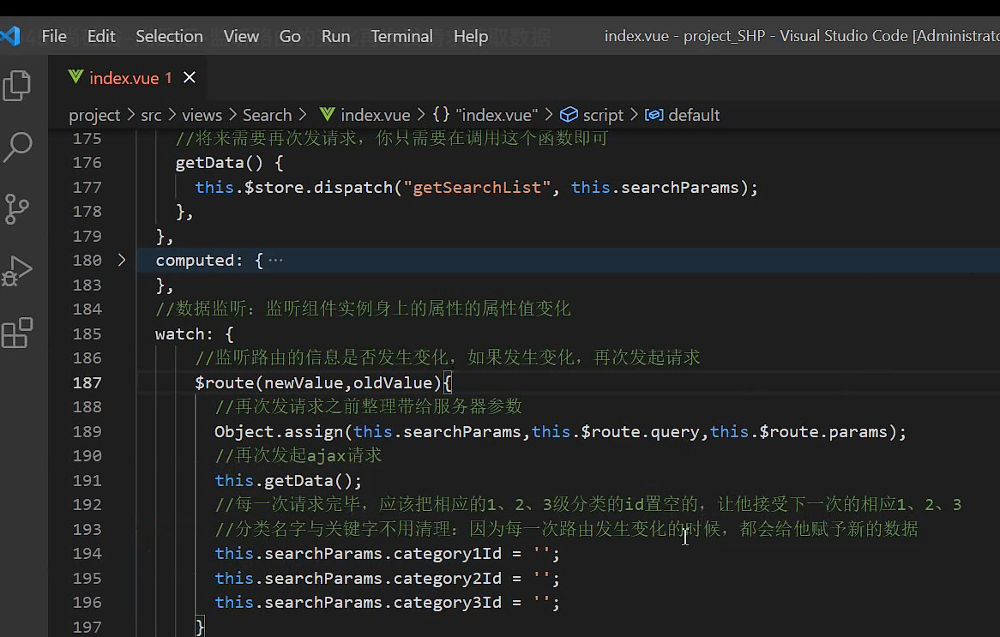 File Edit Selection View Go Run Terminal Help index.vue - project_SHP - Visual Studio Code [Administrato
index.vue 1
project > src > views > Search > index.vue > {} "index.vue" > script > default
175 //将来需要再次发请求，你只需要在调用这个函数即可
176 getData() {
177 this.$store.dispatch("getSearchList", this.searchParams);
178 },
179 },
180 computed: { ···
183 },
184 //数据监听：监听组件实例身上的属性的属性值变化
185 watch: {
186 //监听路由的信息是否发生变化，如果发生变化，再次发起请求
187 $route(newValue,oldValue){
188 //再次发请求之前整理带给服务器参数
189 Object.assign(this.searchParams,this.$route.query,this.$route.params);
190 //再次发起ajax请求
191 this.getData();
192 //每一次请求完毕，应该把相应的1、2、3级分类的id置空的，让他接受下一次的相应1、2、3
193 //分类名字与关键字不用清理：因为每一次路由发生变化的时候，都会给他赋予新的数据
194 this.searchParams.category1Id = '';
195 this.searchParams.category2Id = '';
196 this.searchParams.category3Id = '';
197 }